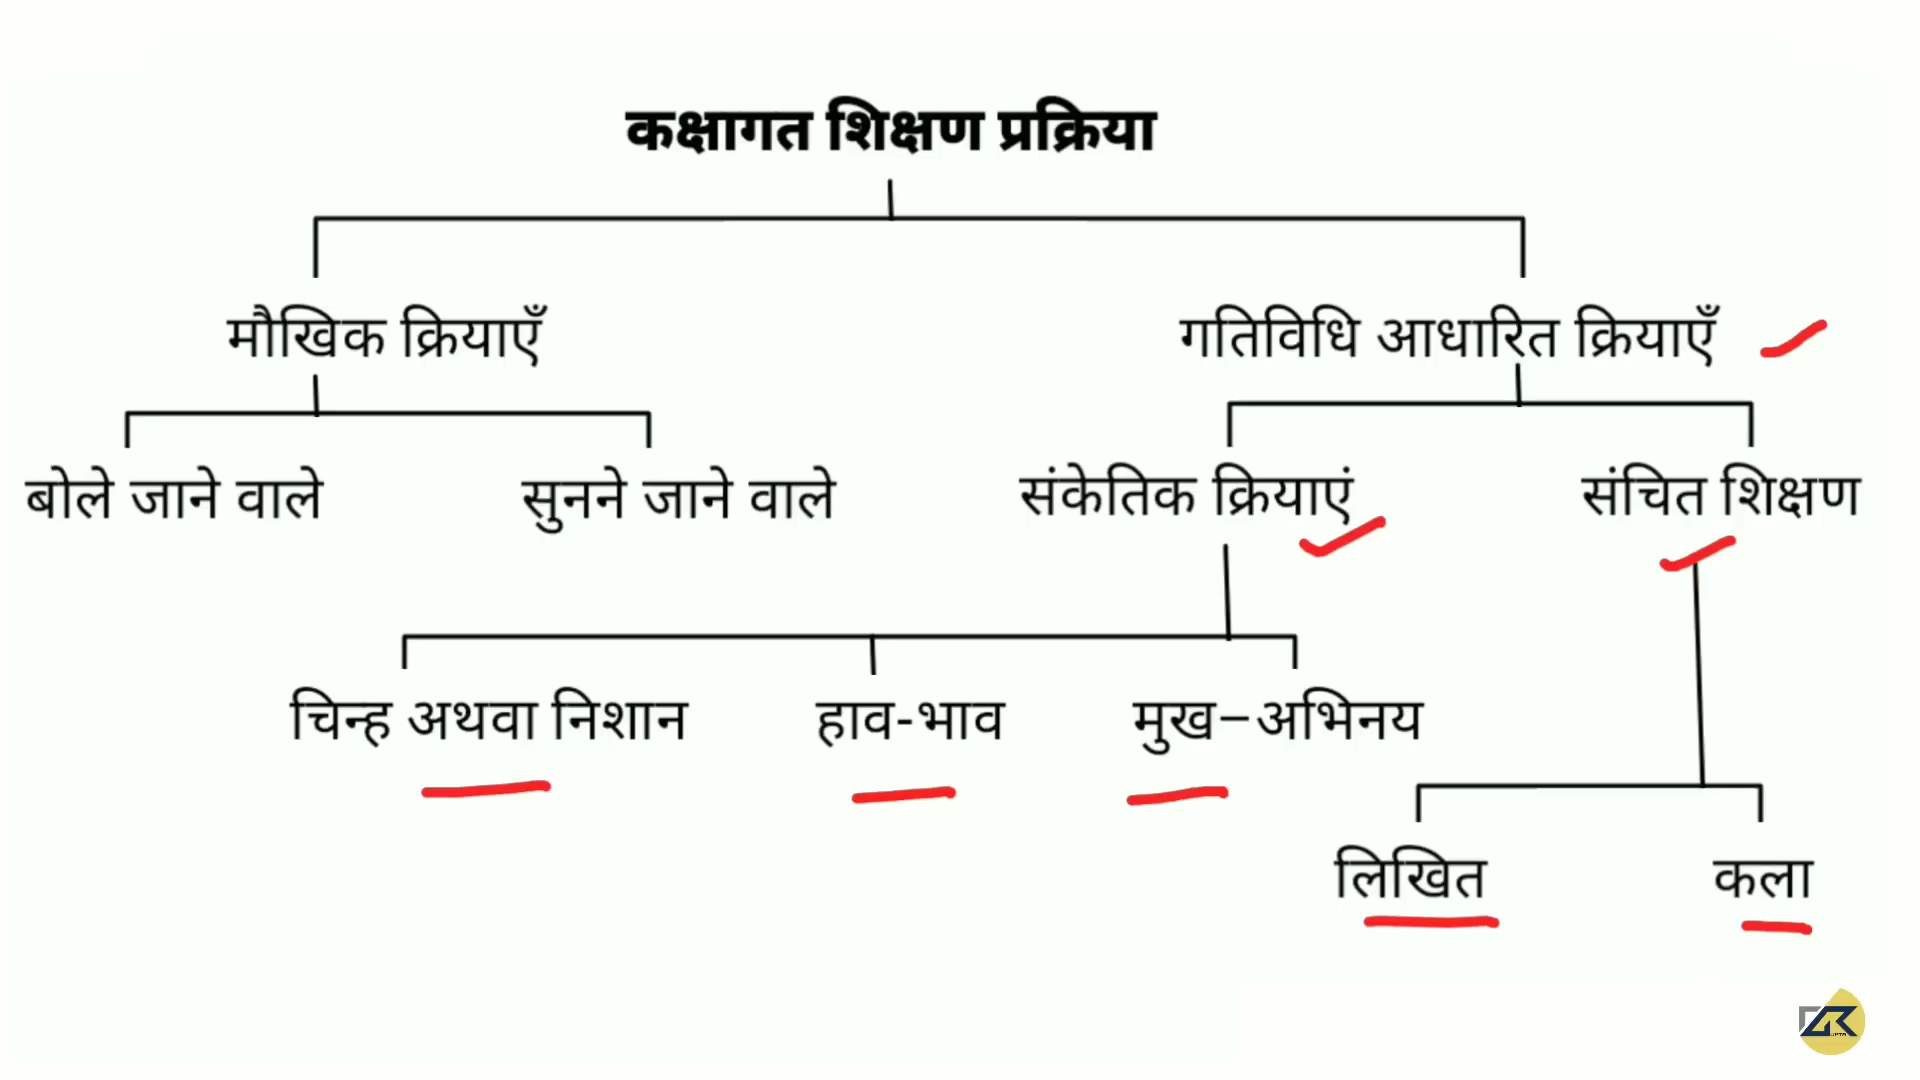 कक्षागत शिक्षण प्रक्रिया
मौखिक क्रियाएँ
गतिविधि आधारित क्रियाएँ
बोले जाने वाले
सुनने जाने वाले
संकेतिक क्रियाएं
संचित शिक्षण
चिन्ह अथवा निशान
हाव-भाव
मुख–अभिनय
लिखित
कला